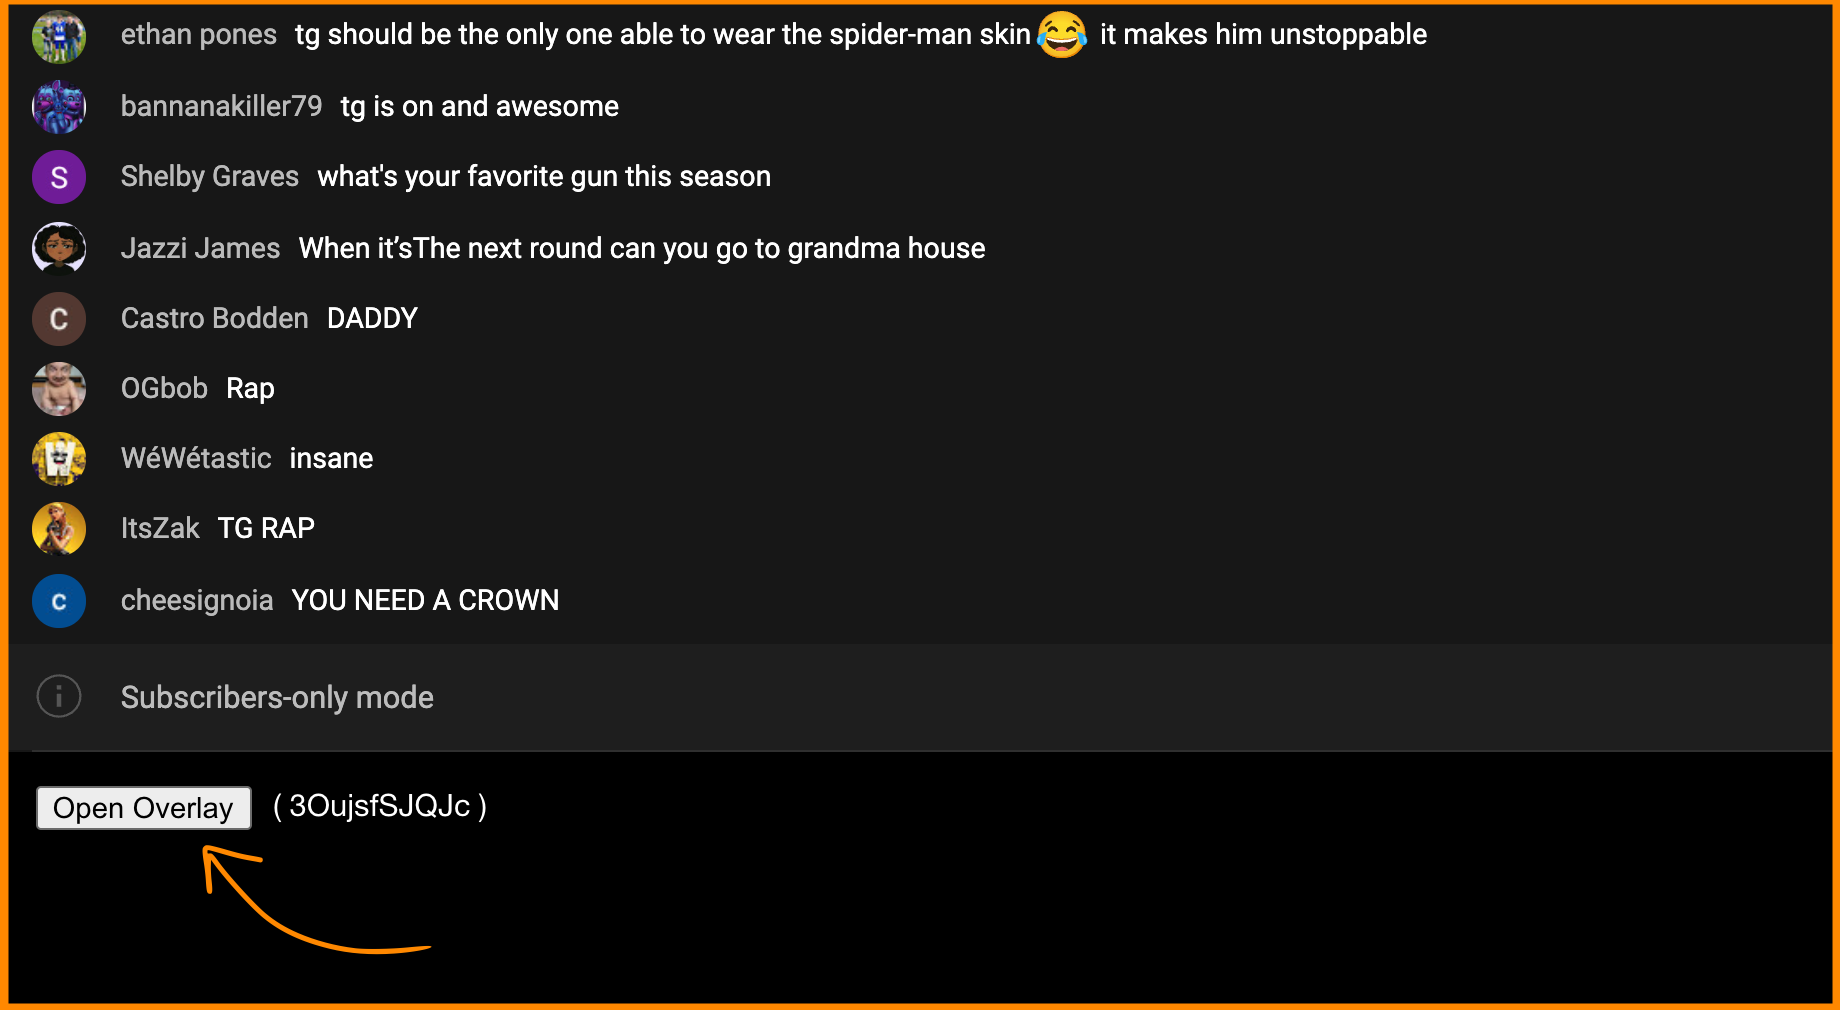 ethan pones tg should be the only one able to wear the spider-man skin😂 it makes him unstoppable
bannanakiller79 tg is on and awesome
S Shelby Graves what's your favorite gun this season
Jazzi James When it’sThe next round can you go to grandma house
C Castro Bodden DADDY
OGbob Rap
WéWétastic insane
ItsZak TG RAP
c cheesignoia YOU NEED A CROWN
Subscribers-only mode
Open Overlay ( 3OujsfSJQJc )